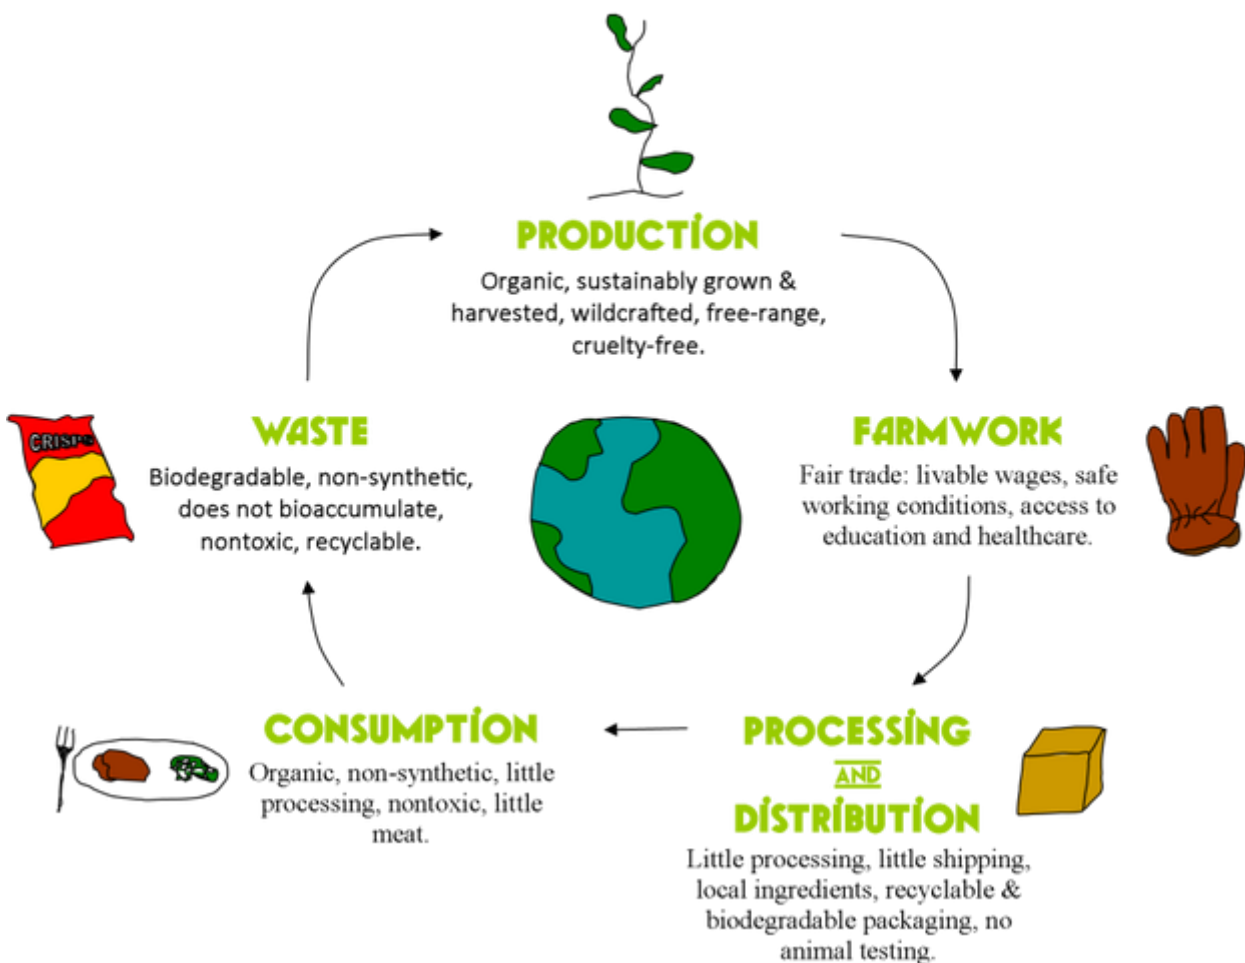 PRODUCTION
Organic, sustainably grown &
harvested, wildcrafted, free-range,
cruelty-free.
FARMWORK
Fair trade: livable wages, safe
working conditions, access to
education and healthcare.
PROCESSING
AND
DISTRIBUTION
Little processing, little shipping,
local ingredients, recyclable &
biodegradable packaging, no
animal testing.
CONSUMPTION
Organic, non-synthetic, little
processing, nontoxic, little
meat.
WASTE
Biodegradable, non-synthetic,
does not bioaccumulate,
nontoxic, recyclable.
CRISPS